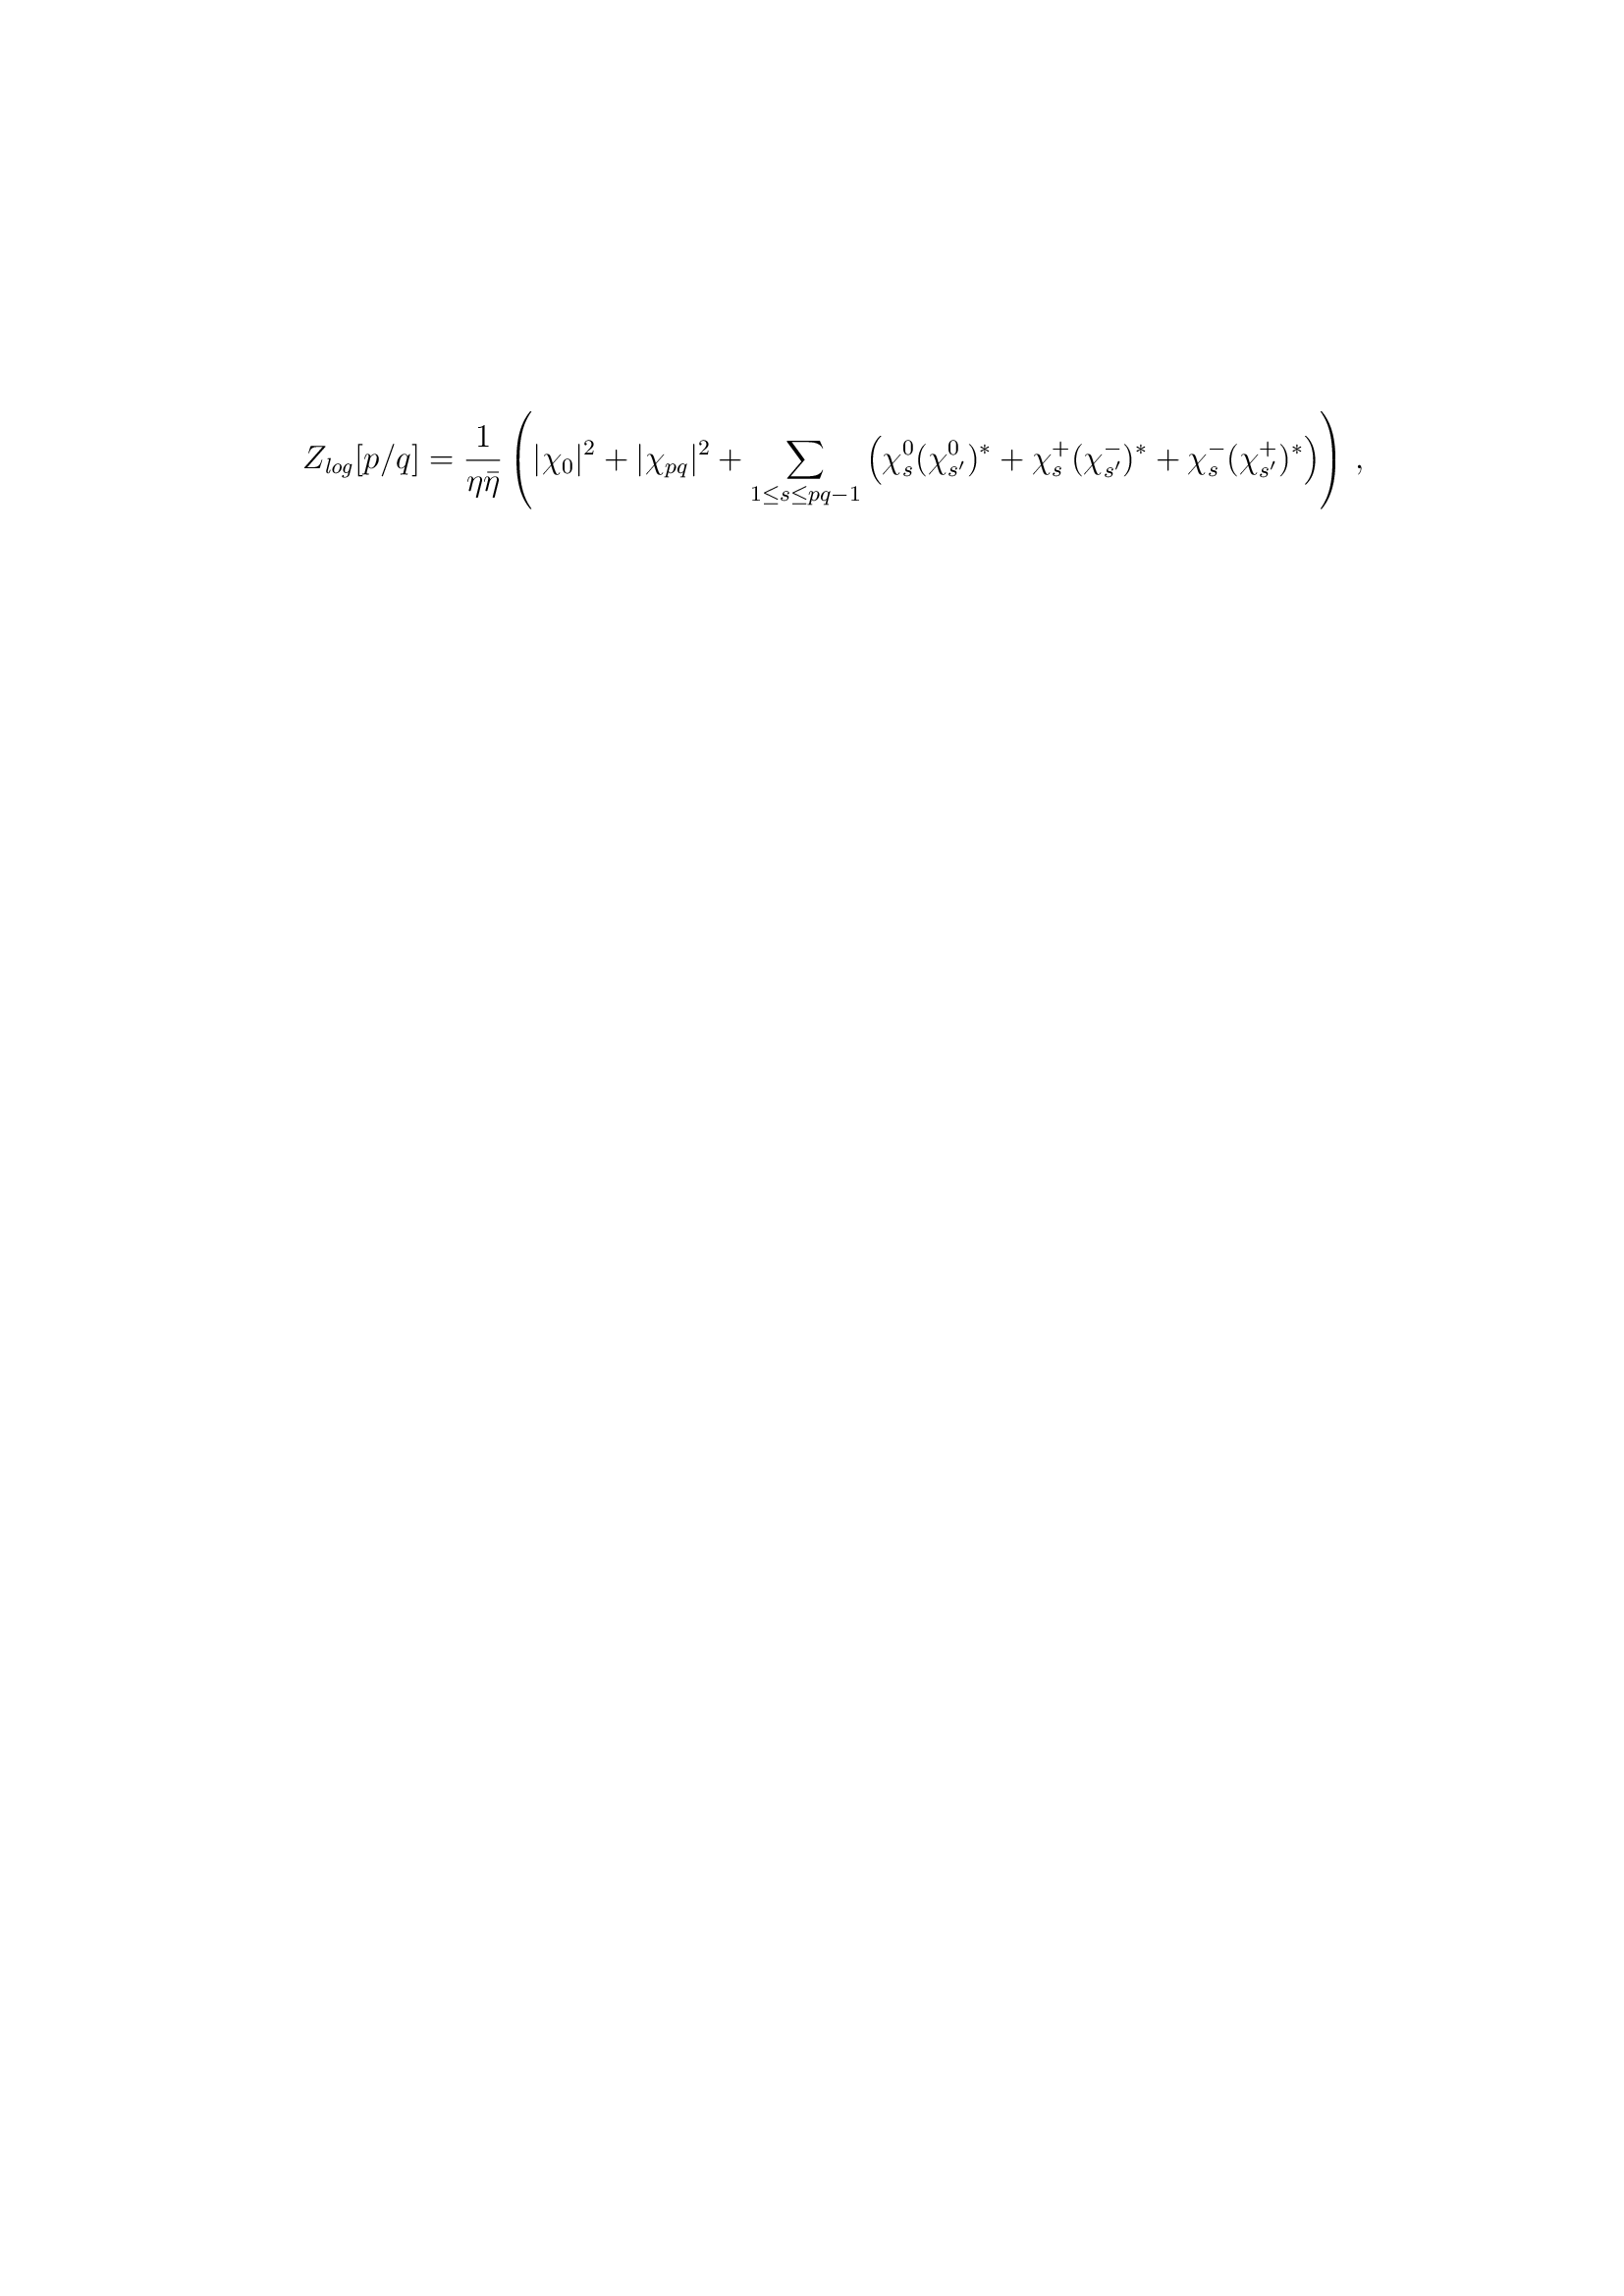 $$Z_{log}[p/q] = \frac{1}{\eta\bar{\eta}} \left( |\chi_0|^2 + |\chi_{pq}|^2 + \sum_{1 \leq s \leq pq-1} \left( \chi_s^0 (\chi_{s'}^0)^* + \chi_s^+ (\chi_{s'}^-)^* + \chi_s^- (\chi_{s'}^+)^* \right) \right) \, ,$$